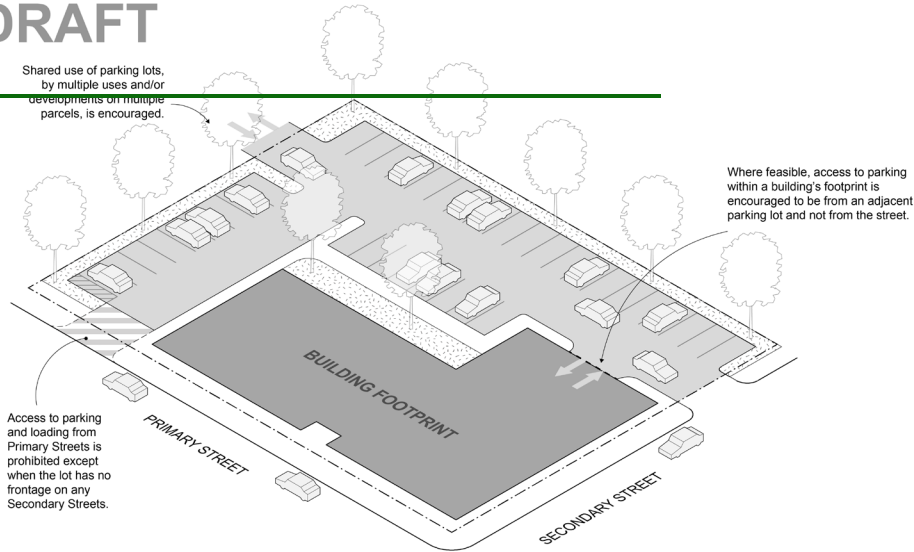 DRAFT
Shared use of parking lots,
by multiple uses and/or
developments on multiple
parcels, is encouraged.
Where feasible, access to parking
within a building's footprint is
encouraged to be from an adjacent
parking lot and not from the street.
BUILDING FOOTPRINT
Access to parking
and loading from
Primary Streets is
prohibited except
when the lot has no
frontage on any
Secondary Streets.
PRIMARY STREET
SECONDARY STREET